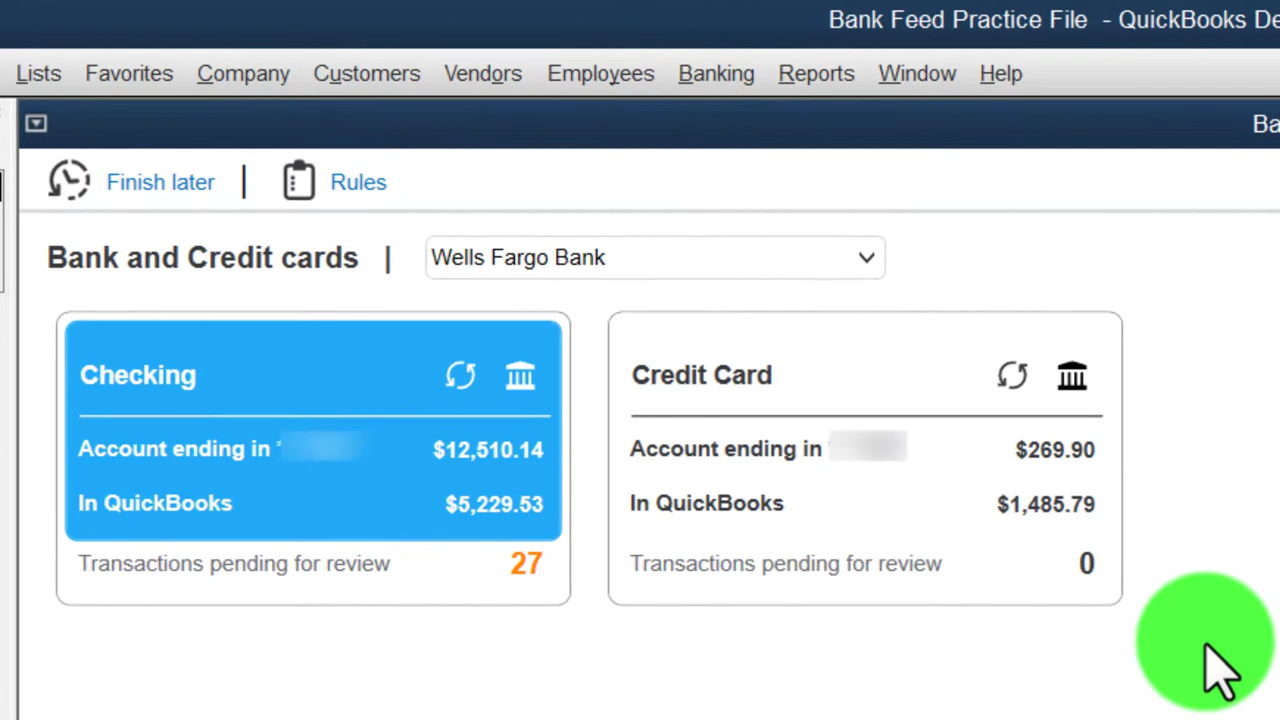 Bank Feed Practice File - QuickBooks De
Lists Favorites Company Customers Vendors Employees Banking Reports Window Help
Ba
Finish later | Rules
Bank and Credit cards | Wells Fargo Bank
Checking
Account ending in $12,510.14
In QuickBooks $5,229.53
Transactions pending for review 27
Credit Card
Account ending in $269.90
In QuickBooks $1,485.79
Transactions pending for review 0